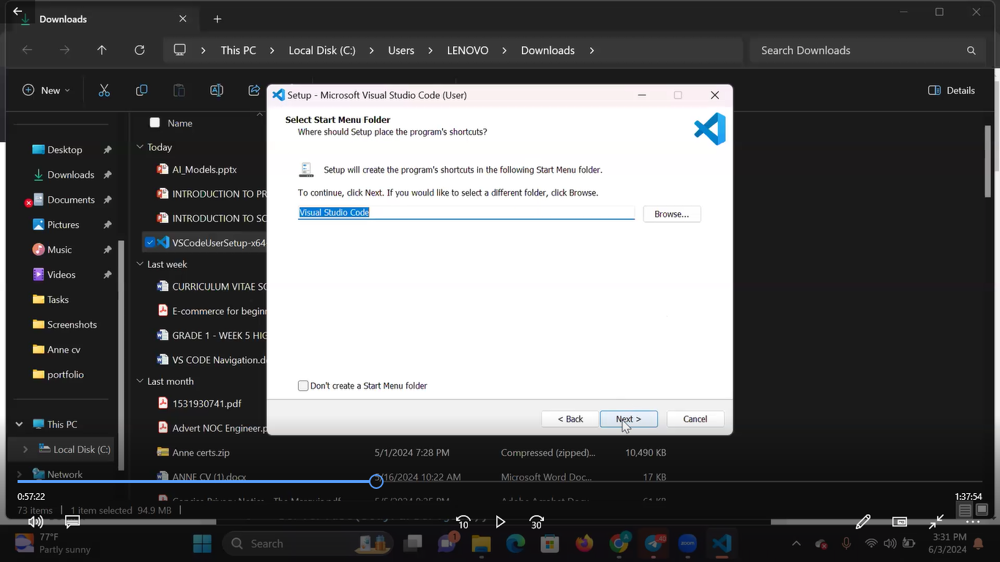 Downloads
This PC
Local Disk (C:)
Users
LENOVO
Downloads
Search Downloads
New
Details
Name
Desktop
Downloads
Documents
Pictures
Music
Videos
Tasks
Screenshots
Anne cv
portfolio
This PC
Local Disk (C:)
Network
Today
AI_Models.pptx
INTRODUCTION TO PR
INTRODUCTION TO SC
VSCodeUserSetup-x64-
Last week
CURRICULUM VITAE SC
E-commerce for begin
GRADE 1 - WEEK 5 HIG
VS CODE Navigation.d
Last month
1531930741.pdf
Advert NOC Engineer.p
Anne certs.zip 5/1/2024 7:28 PM Compressed (zipped)... 10,490 KB
ANNE CV (1).docx 5/16/2024 10:22 AM Microsoft Word Doc... 17 KB
Setup - Microsoft Visual Studio Code (User)
Select Start Menu Folder
Where should Setup place the program's shortcuts?
Setup will create the program's shortcuts in the following Start Menu folder.
To continue, click Next. If you would like to select a different folder, click Browse.
Visual Studio Code
Browse...
Don't create a Start Menu folder
< Back
Next >
Cancel
0:57:22
1:37:54
73 items
1 item selected 94.9 MB
10
30
77°F
Partly sunny
Search
1
A
40
zoom
3:31 PM
6/3/2024